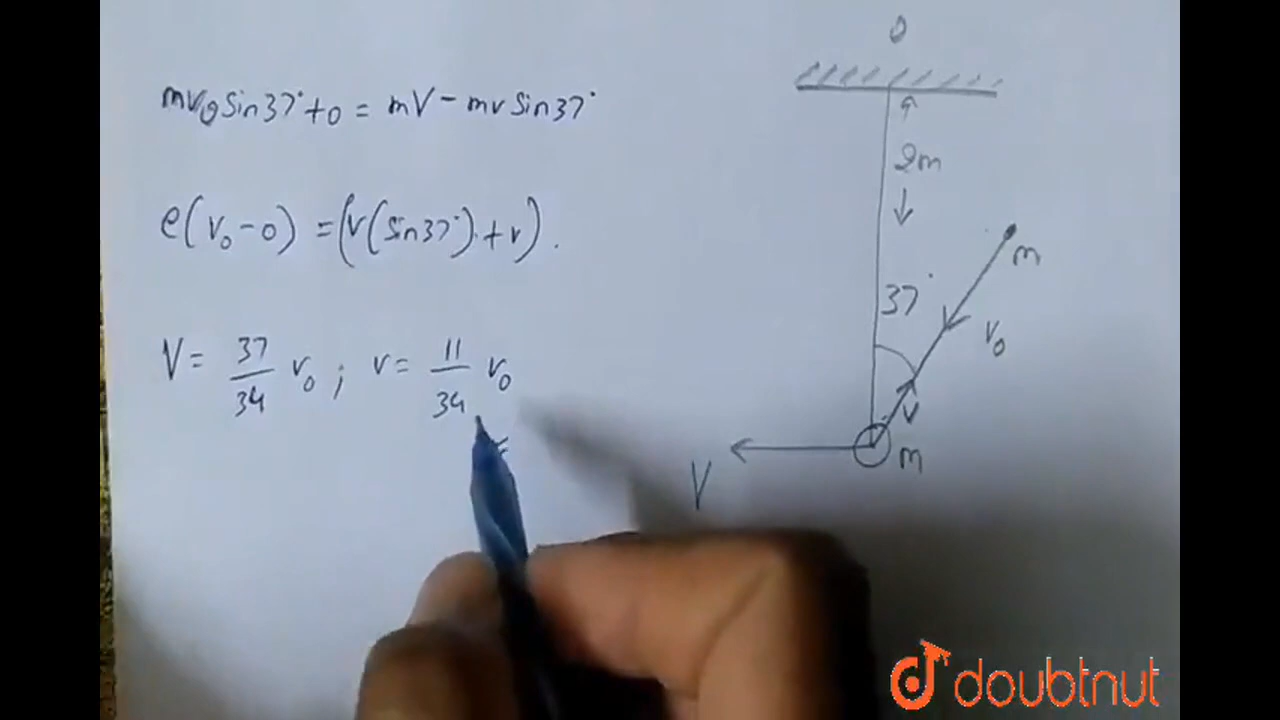 O
mv₀ sin37° + 0 = mV - mv sin37°
2m
e(v₀ - 0) = (V(sin37°) + v).
m
37°
v₀
V = 37/34 v₀ ; v = 11/34 v₀
v
m
V
doubtnut